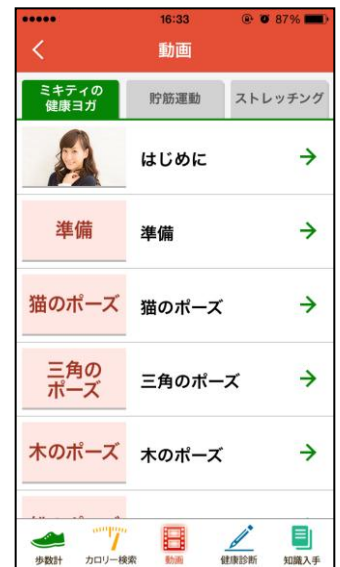 16:33
87%
動画
ミキティの
健康ヨガ
貯筋運動
ストレッチング
はじめに
準備
準備
猫のポーズ
猫のポーズ
三角の
ポーズ
三角のポーズ
木のポーズ
木のポーズ
歩数計
カロリー検索
動画
健康診断
知識入手